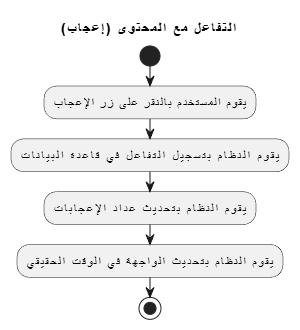 التفاعل مع المحتوى (إعجاب)
يقوم المستخدم بالنقر على زر الإعجاب
يقوم النظام بتسجيل التفاعل في قاعدة البيانات
يقوم النظام بتحديث عداد الإعجابات
يقوم النظام بتحديث الواجهة في الوقت الحقيقي